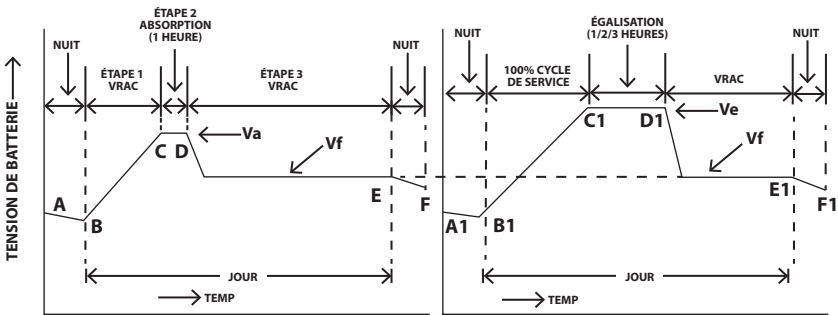 TENSION DE BATTERIE
NUIT
ÉTAPE 1
VRAC
ÉTAPE 2
ABSORPTION
(1 HEURE)
ÉTAPE 3
VRAC
NUIT
A
B
C
D
Va
Vf
E
F
JOUR
TEMP
NUIT
100% CYCLE
DE SERVICE
ÉGALISATION
(1/2/3 HEURES)
VRAC
NUIT
A1
B1
C1
D1
Ve
Vf
E1
F1
JOUR
TEMP